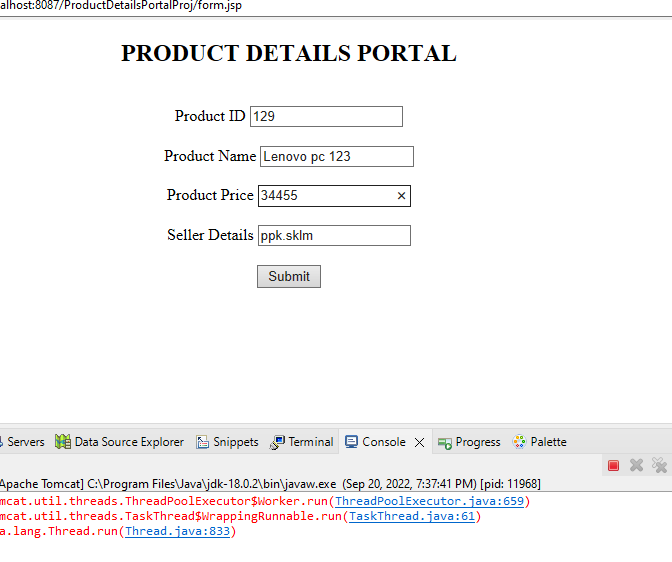 alhost:8087/ProductDetailsPortalProj/form.jsp
PRODUCT DETAILS PORTAL
Product ID 129
Product Name Lenovo pc 123
Product Price 34455
Seller Details ppk.sklm
Submit
Servers Data Source Explorer Snippets Terminal Console Progress Palette
Apache Tomcat] C:\Program Files\Java\jdk-18.0.2\bin\javaw.exe (Sep 20, 2022, 7:37:41 PM) [pid: 11968]
mcat.util.threads.ThreadPoolExecutor$Worker.run(ThreadPoolExecutor.java:659)
mcat.util.threads.TaskThread$WrappingRunnable.run(TaskThread.java:61)
a.lang.Thread.run(Thread.java:833)